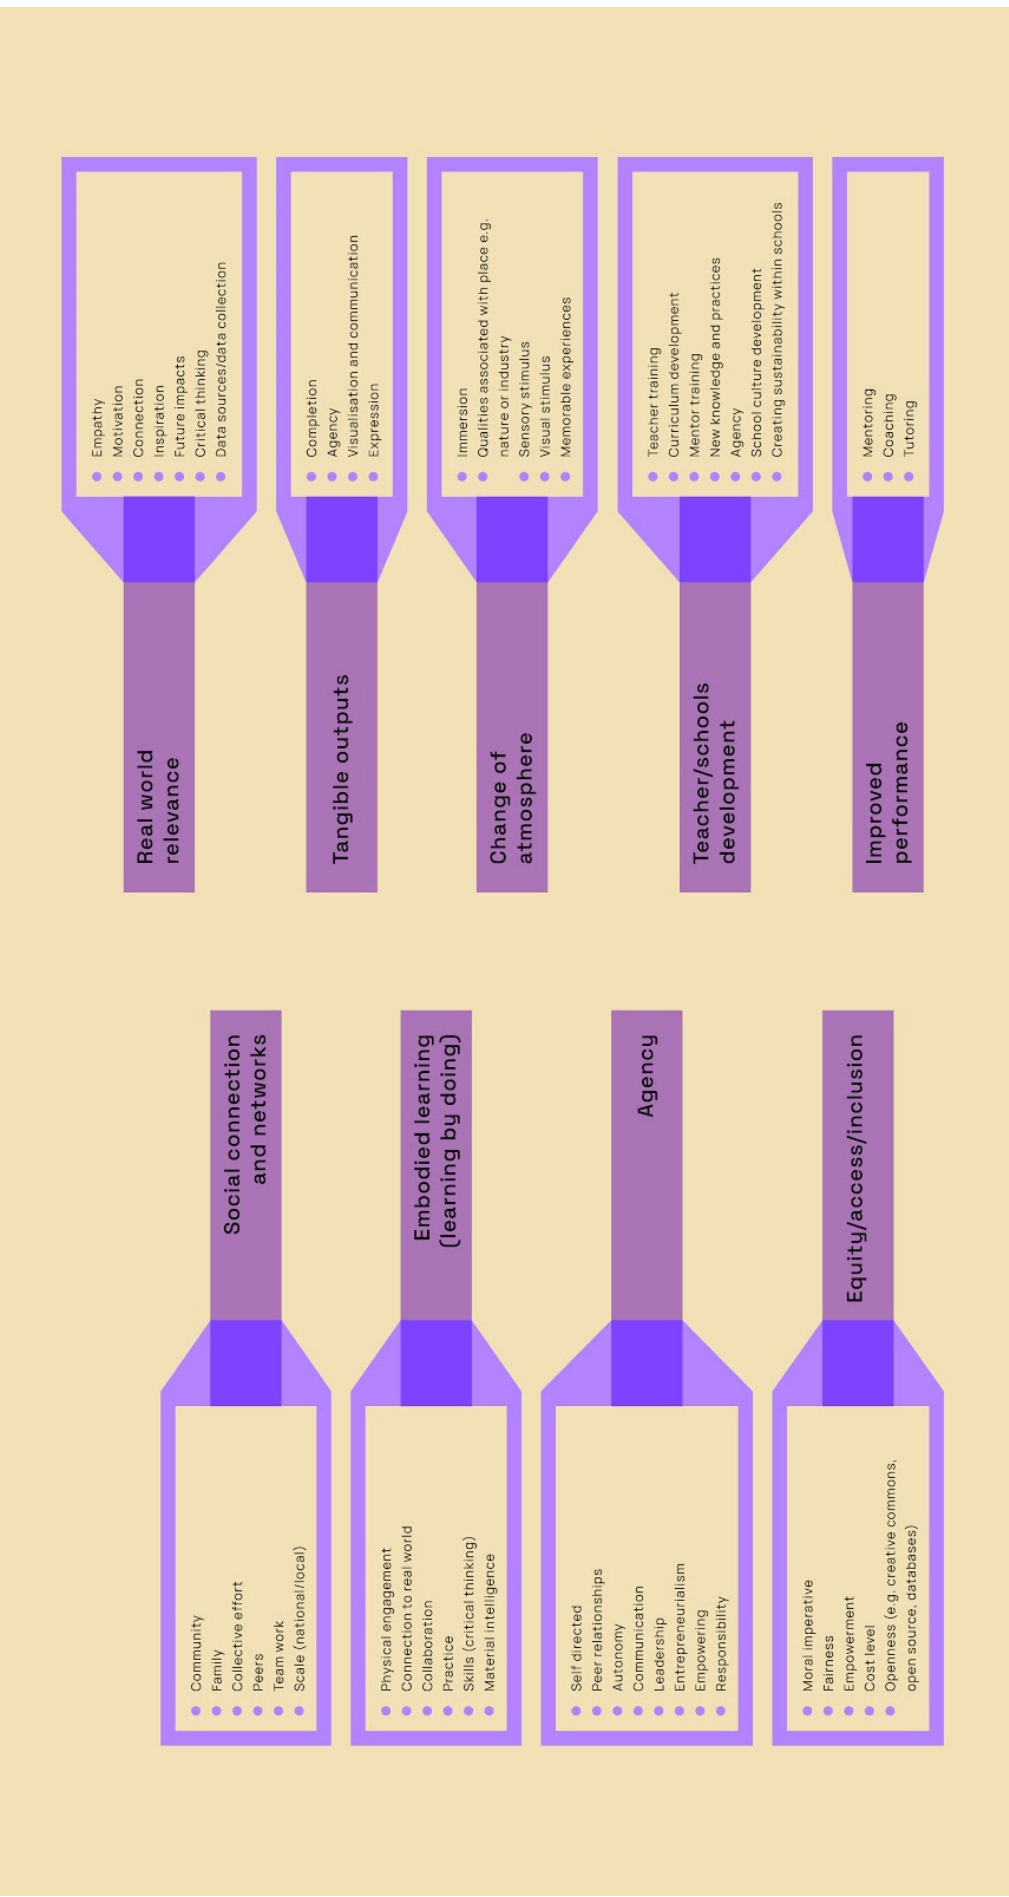 Community
Family
Collective effort
Peers
Team work
Scale (national/local)
Social connection
and networks
Physical engagement
Connection to real world
Collaboration
Practice
Skills (critical thinking)
Material intelligence
Embodied learning
(learning by doing)
Self directed
Peer relationships
Autonomy
Communication
Leadership
Entrepreneurialism
Empowering
Responsibility
Agency
Moral imperative
Fairness
Empowerment
Cost level
Openness (e.g. creative commons,
open source, databases)
Equity/access/inclusion
Real world
relevance
Empathy
Motivation
Connection
Inspiration
Future impacts
Critical thinking
Data sources/data collection
Tangible outputs
Completion
Agency
Visualisation and communication
Expression
Change of
atmosphere
Immersion
Qualities associated with place e.g.
nature or industry
Sensory stimulus
Visual stimulus
Memorable experiences
Teacher/schools
development
Teacher training
Curriculum development
Mentor training
New knowledge and practices
Agency
School culture development
Creating sustainability within schools
Improved
performance
Mentoring
Coaching
Tutoring